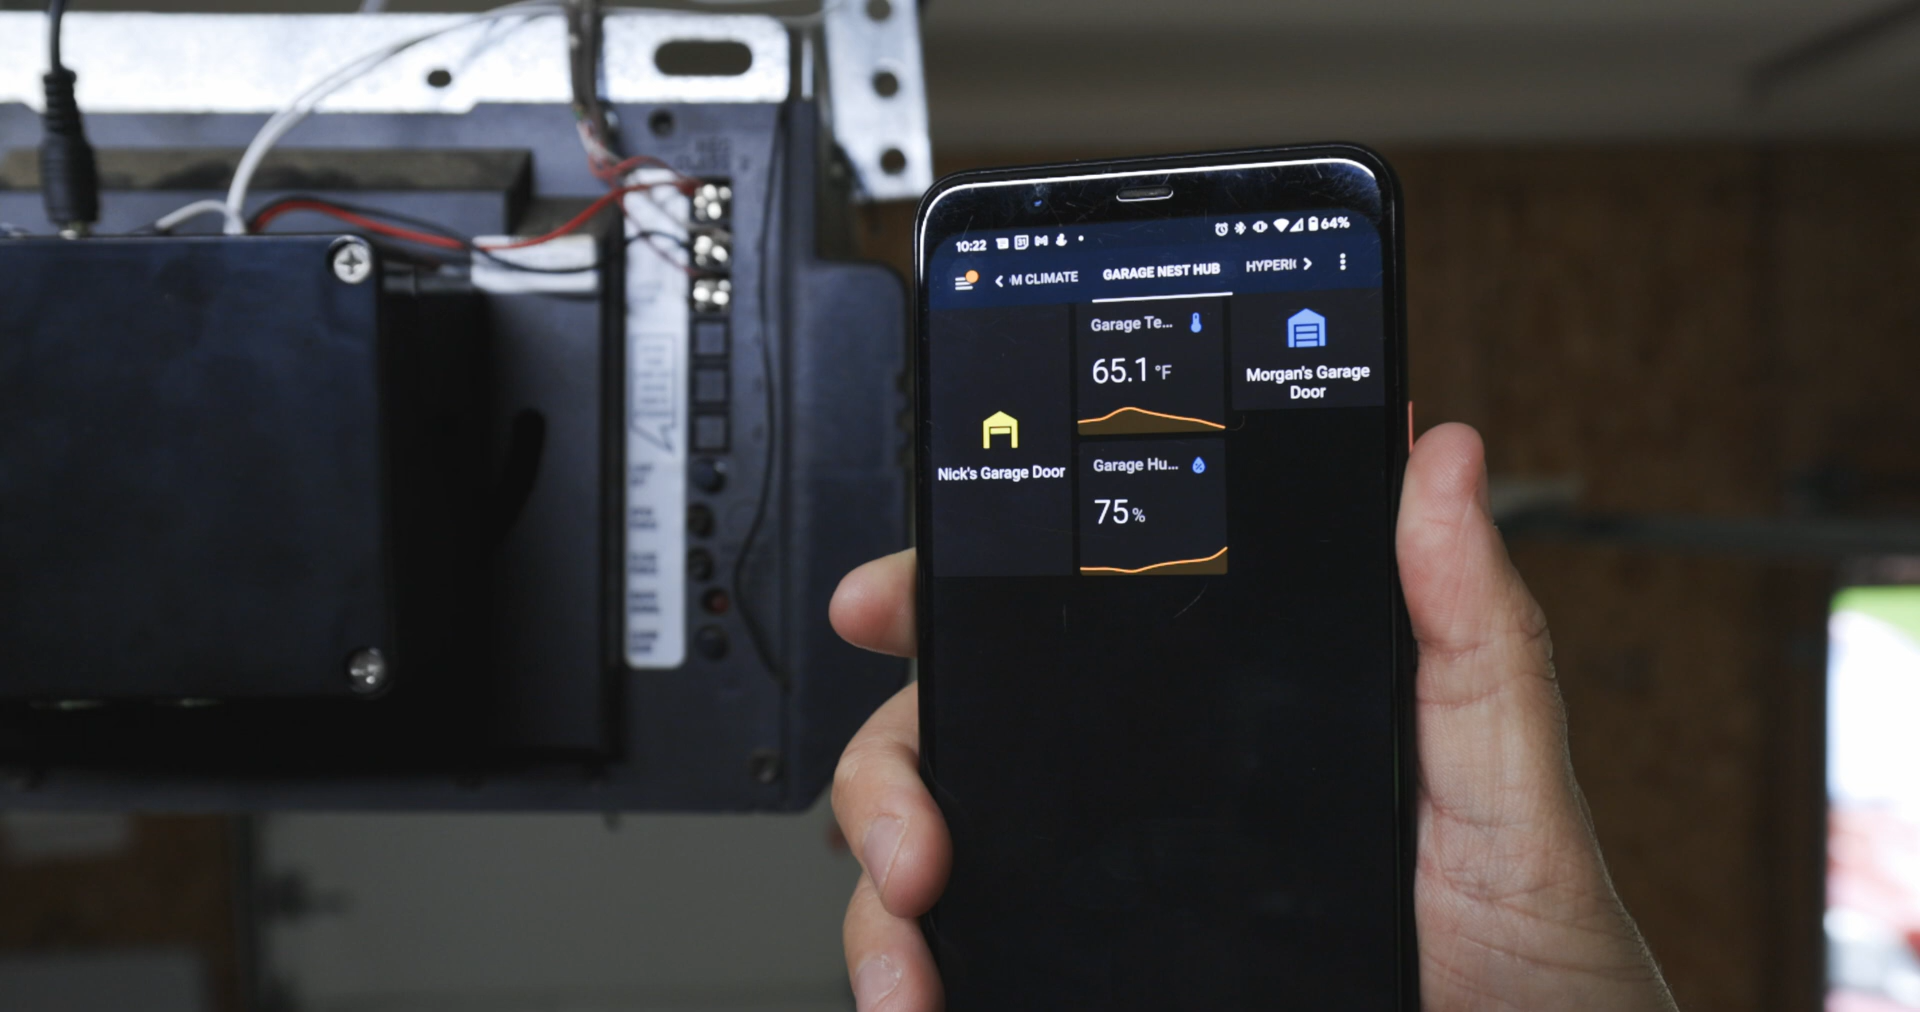 10:22
31
64%
M CLIMATE
GARAGE NEST HUB
HYPERI
Garage Te...
65.1 °F
Nick's Garage Door
Garage Hu...
75%
Morgan's Garage
Door